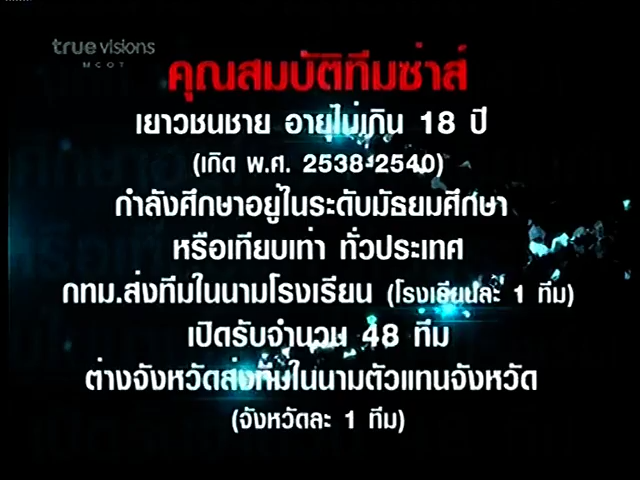 true visions
MCOT
คุณสมบัติทีมซ่าส์
เยาวชนชาย อายุไม่เกิน 18 ปี
(เกิด พ.ศ. 2538-2540)
กำลังศึกษาอยู่ในระดับมัธยมศึกษา
หรือเทียบเท่า ทั่วประเทศ
กทม.ส่งทีมในนามโรงเรียน (โรงเรียนละ 1 ทีม)
เปิดรับจำนวน 48 ทีม
ต่างจังหวัดส่งทีมในนามตัวแทนจังหวัด
(จังหวัดละ 1 ทีม)